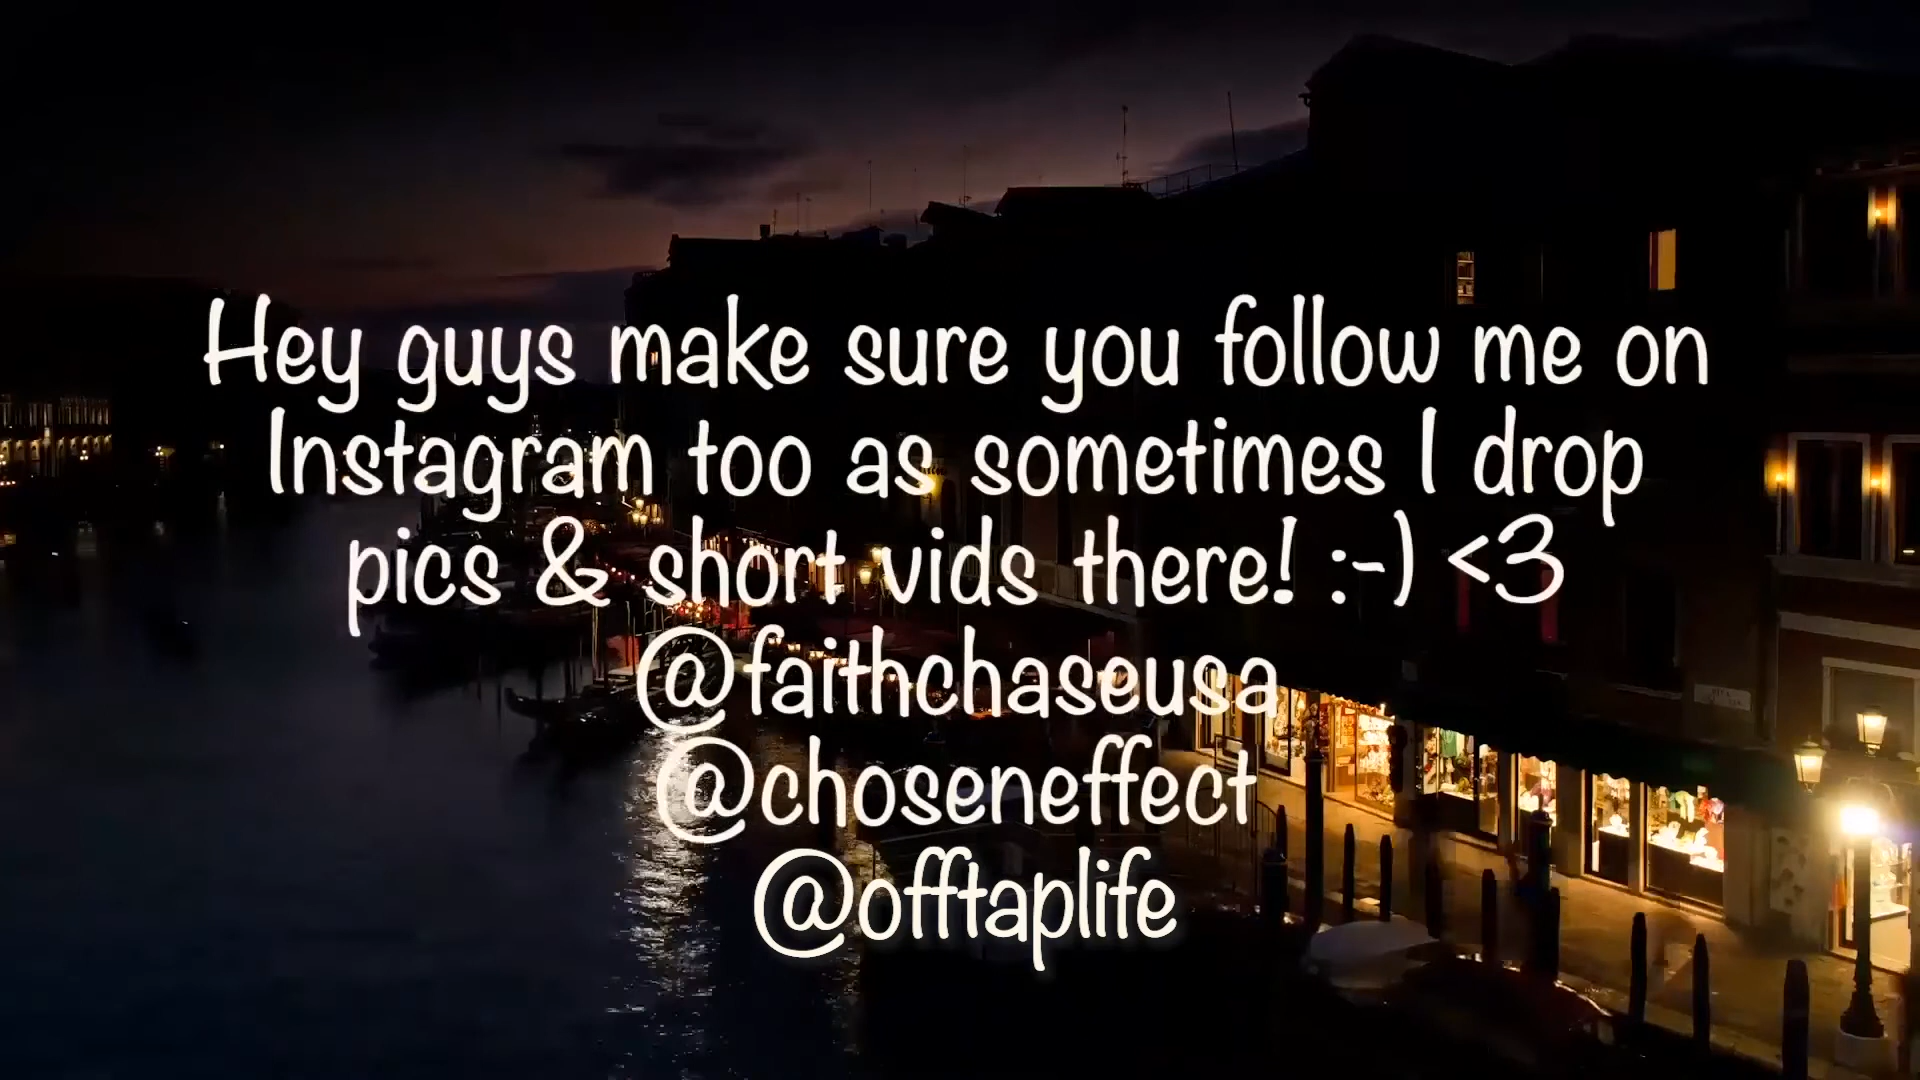 Hey guys make sure you follow me on
Instagram too as sometimes I drop
pics & short vids there! :-) <3
@faithchaseusa
@choseneffect
@offtaplife